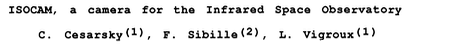 ISOCAM, a camera for the Infrared Space Observatory
C. Cesarsky(1), F. Sibille(2), L. Vigroux(1)